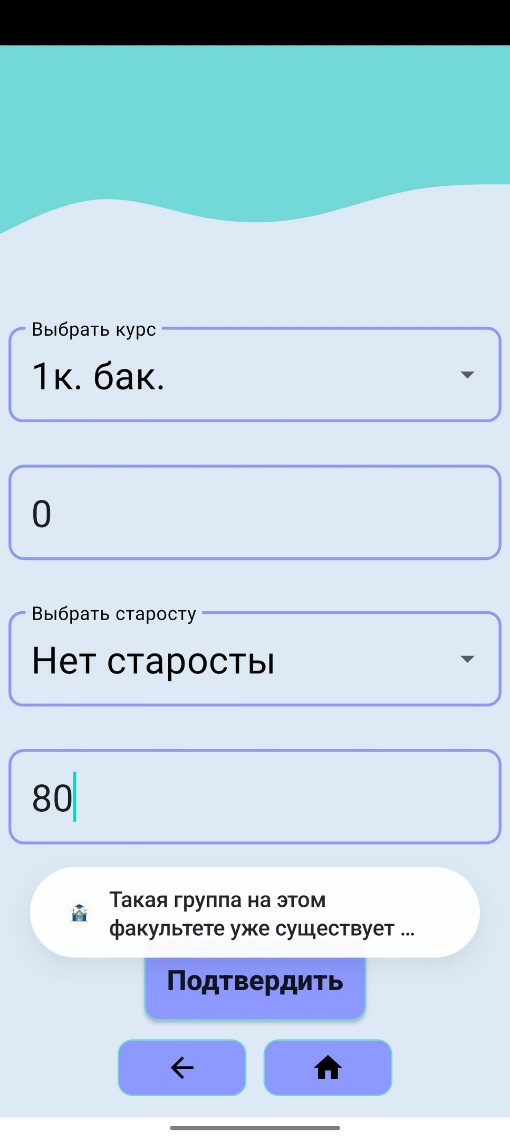 Выбрать курс
1к. бак.
0
Выбрать старосту
Нет старосты
80
Такая группа на этом
факультете уже существует ...
Подтвердить